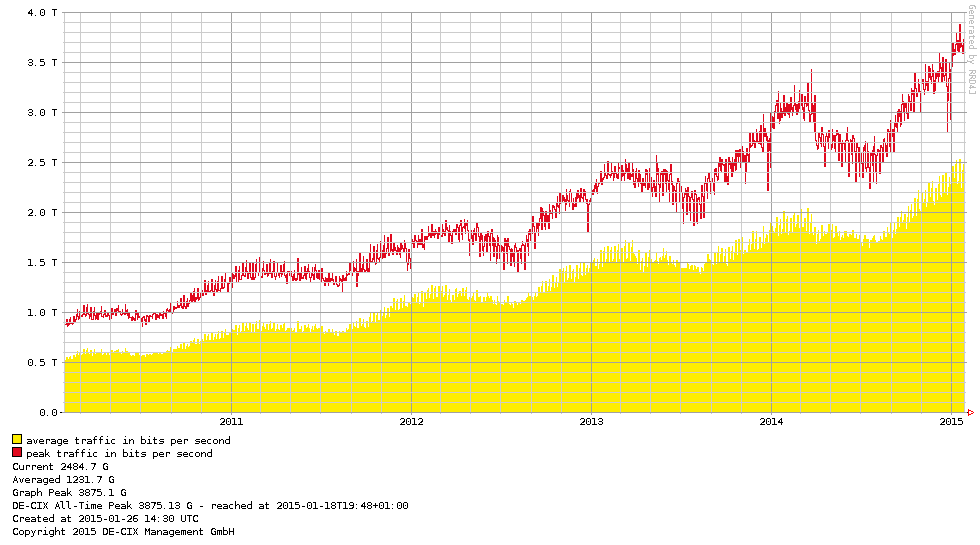 4.0 T
3.5 T
3.0 T
2.5 T
2.0 T
1.5 T
1.0 T
0.5 T
0.0
2011 2012 2013 2014 2015
Generated by RRD4J
average traffic in bits per second
peak traffic in bits per second
Current 2484.7 G
Averaged 1231.7 G
Graph Peak 3875.1 G
DE-CIX All-Time Peak 3875.13 G - reached at 2015-01-18T19:48+01:00
Created at 2015-01-26 14:30 UTC
Copyright 2015 DE-CIX Management GmbH